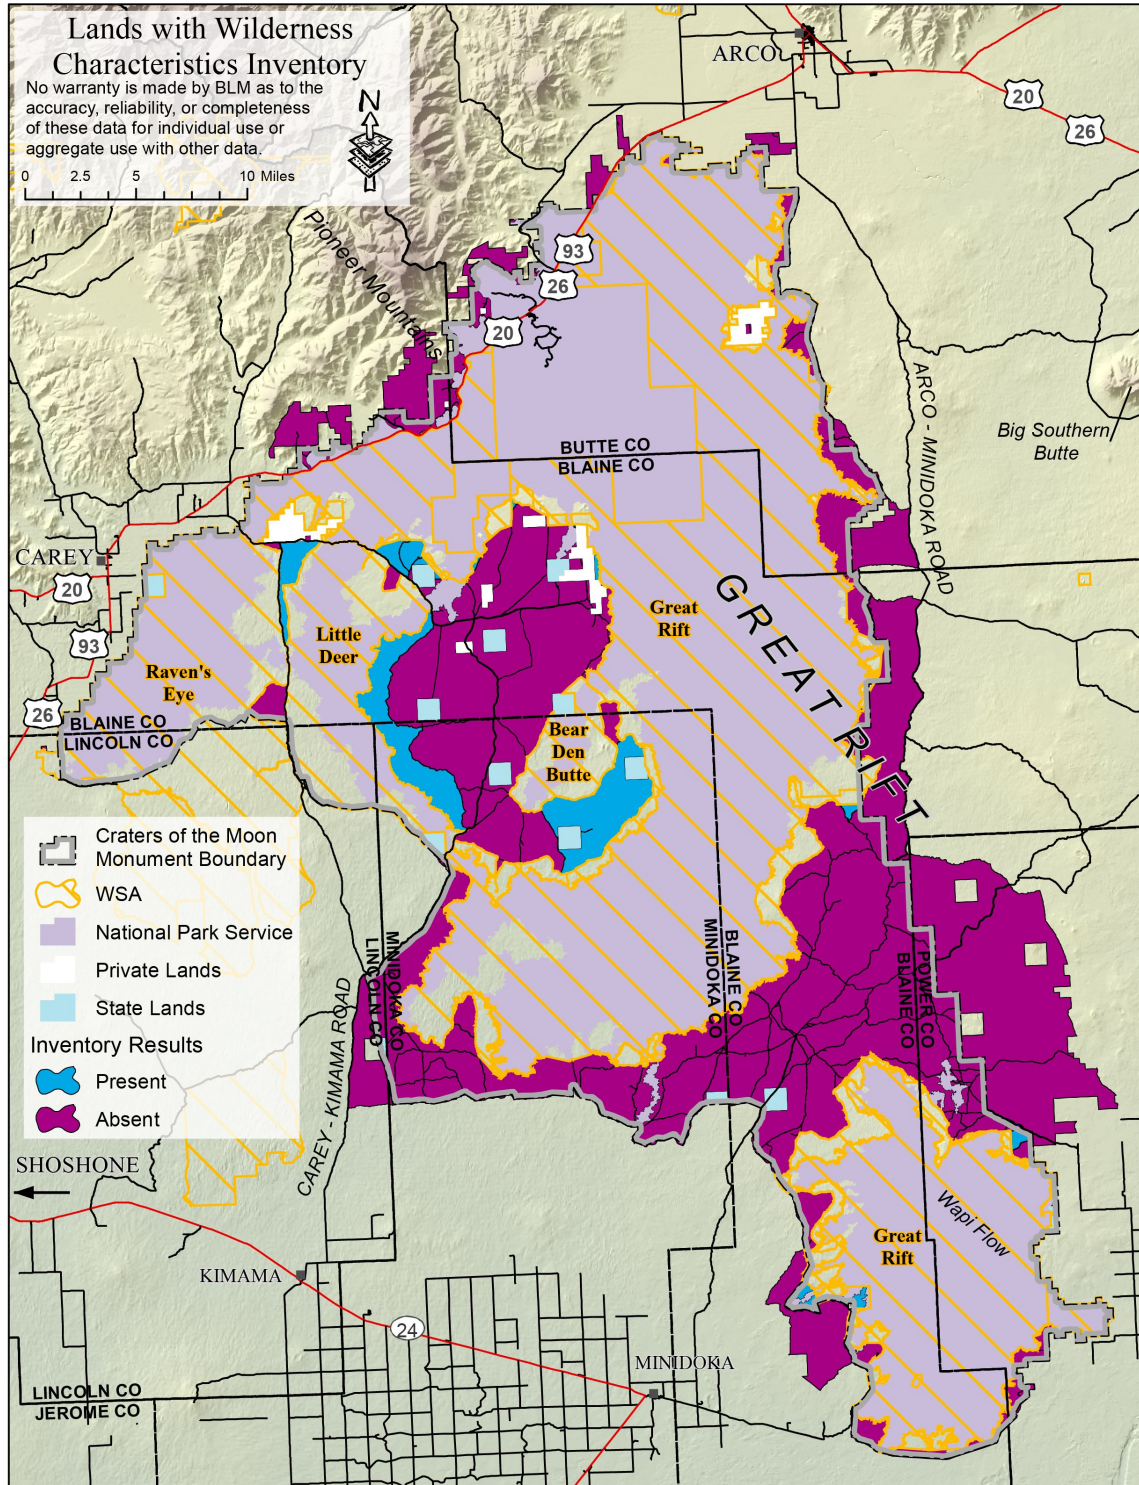 Lands with Wilderness
Characteristics Inventory
No warranty is made by BLM as to the
accuracy, reliability, or completeness
of these data for individual use or
aggregate use with other data.
0 2.5 5 10 Miles
N
ARCO
20
26
Pioneer Mountains
93
26
20
ARCO - MINIDOKA ROAD
Big Southern
Butte
BUTTE CO
BLAINE CO
CAREY
20
93
26
Raven's
Eye
Little
Deer
Great
Rift
GREAT RIFT
BLAINE CO
LINCOLN CO
Bear
Den
Butte
Craters of the Moon
Monument Boundary
WSA
National Park Service
Private Lands
State Lands
Inventory Results
Present
Absent
MINIDOKA CO
LINCOLN CO
BLAINE CO
MINIDOKA CO
POWER CO
BLAINE CO
CAREY - KIMAMA ROAD
SHOSHONE
Wapi Flow
Great
Rift
KIMAMA
24
MINIDOKA
LINCOLN CO
JEROME CO